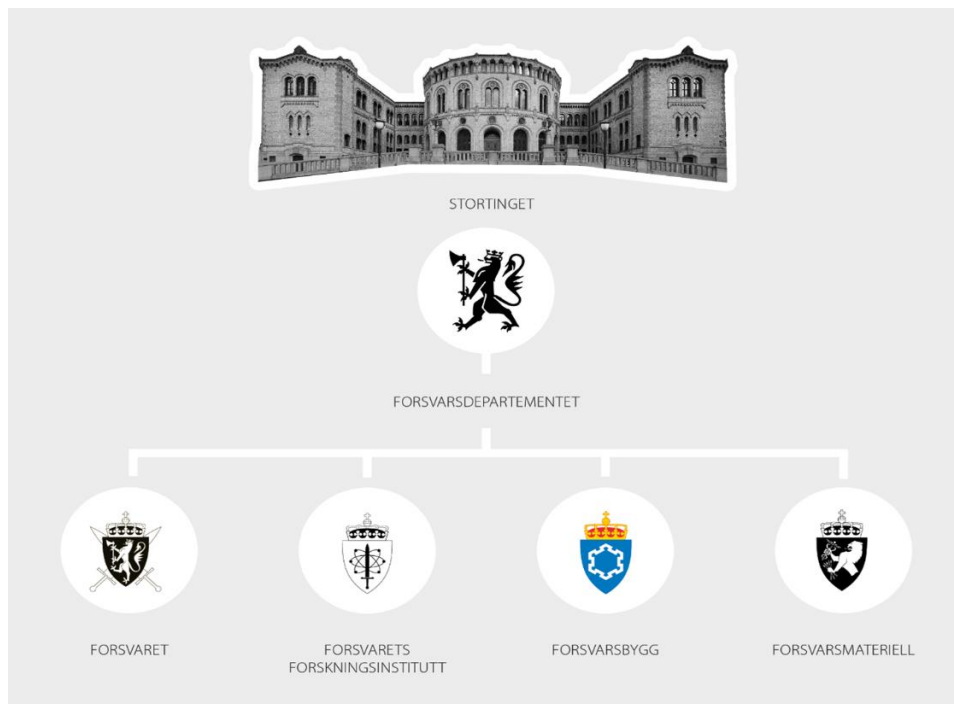 STORTINGET
FORSVARSDEPARTEMENTET
FORSVARET
FORSVARETS
FORSKNINGSINSTITUTT
FORSVARSBYGG
FORSVARSMATERIELL